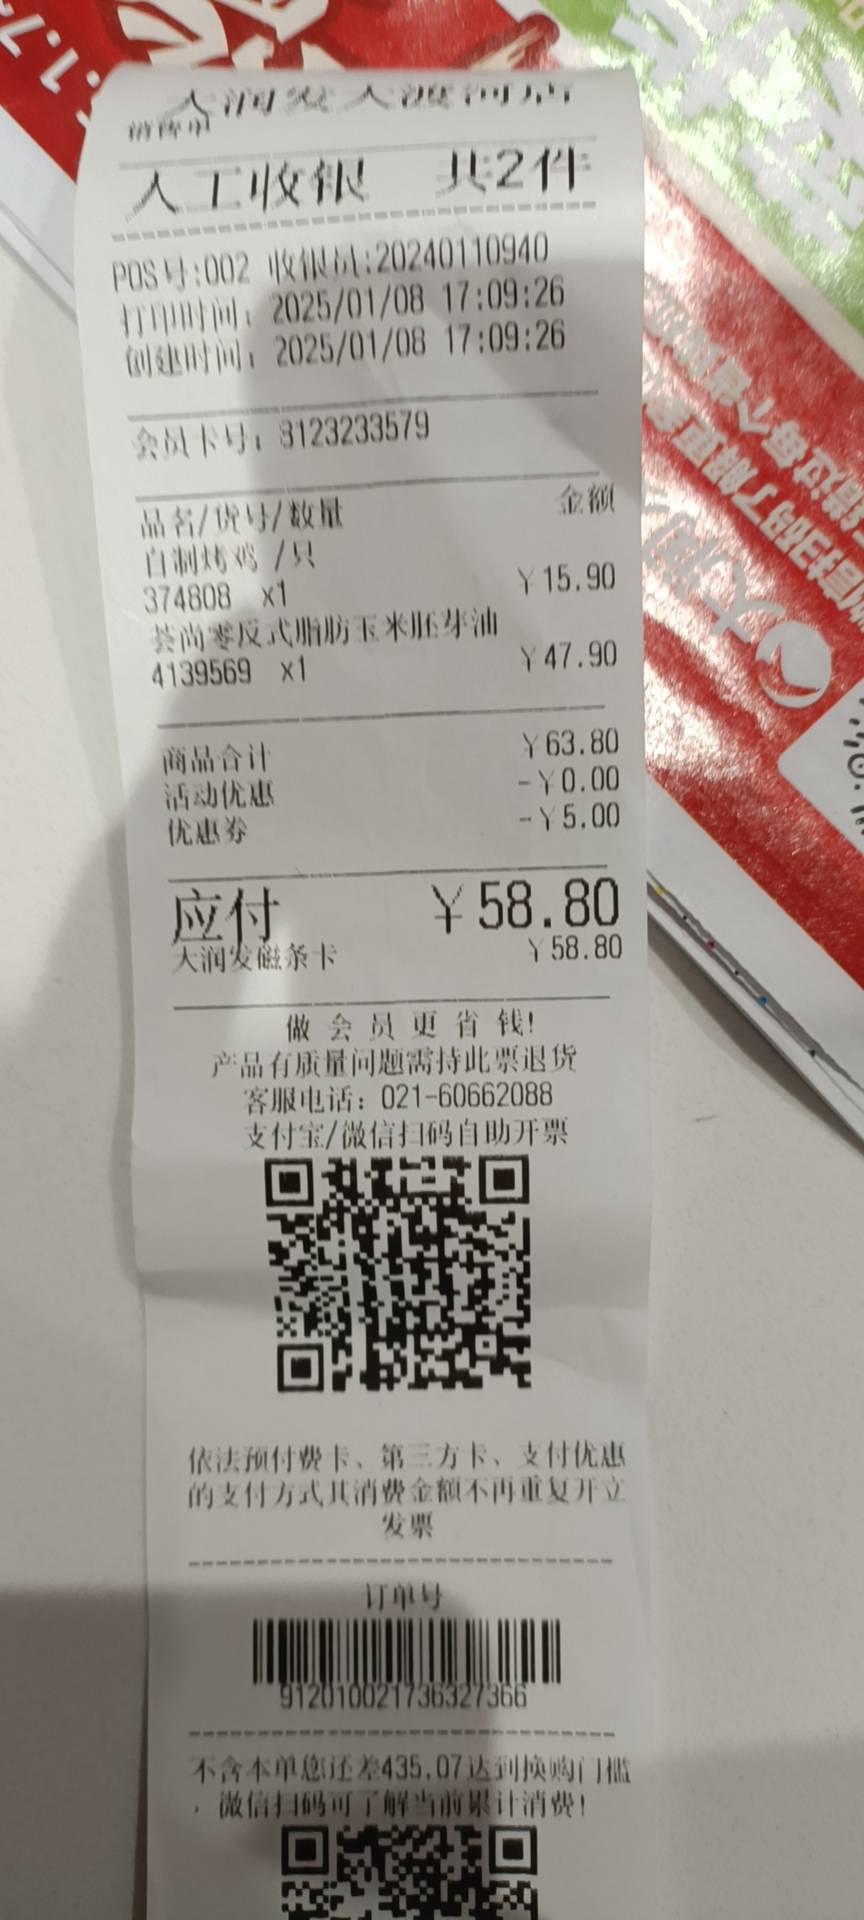 大润发大渡河店
销售单
人工收银 共2件
POS号:002 收银员:20240110940
打印时间：2025/01/08 17:09:26
创建时间：2025/01/08 17:09:26
会员卡号：3123233579
品名/货号/数量 金额
自制烤鸡 /只
374808 x1 ￥15.90
荟尚零反式脂肪玉米胚芽油
4139569 x1 ￥47.90
商品合计 ￥63.80
活动优惠 -￥0.00
优惠券 -￥5.00
应付 ￥58.80
大润发磁条卡 ￥58.80
做 会 员 更 省 钱!
产品有质量问题需持此票退货
客服电话：021-60662088
支付宝/微信扫码自助开票
依法预付费卡、第三方卡、支付优惠
的支付方式其消费金额不再重复开立
发票
订单号
912010021736327366
不含本单您还差435.07达到换购门槛
，微信扫码可了解当前累计消费!
大润